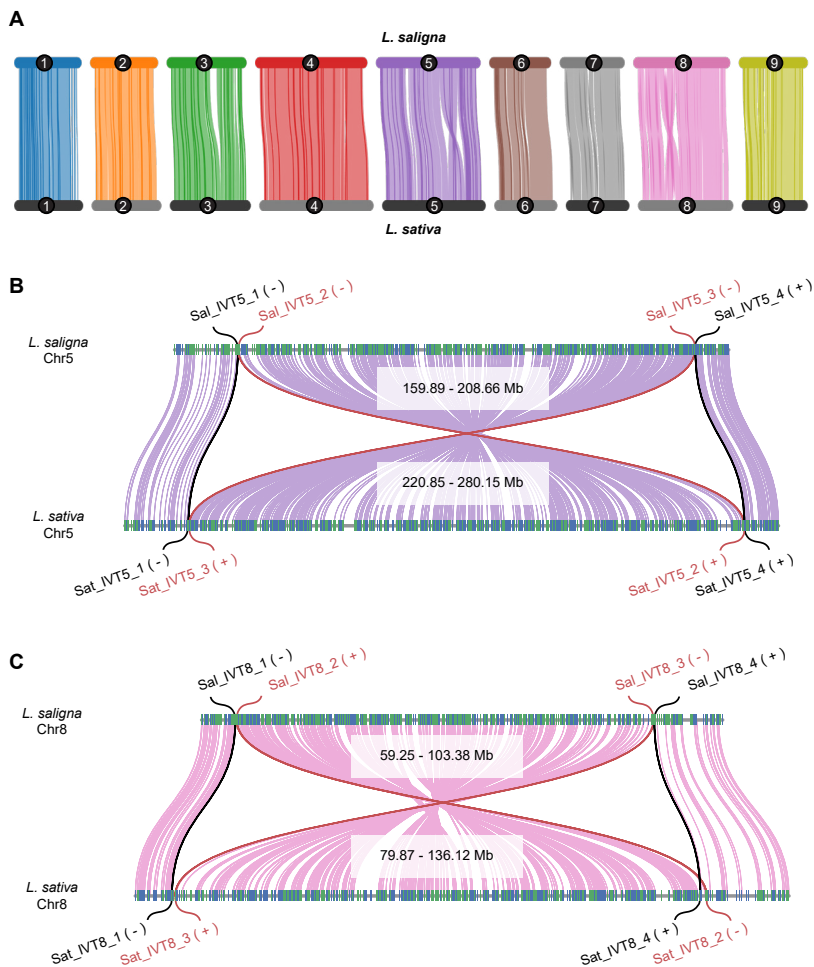 A
L. saligna
1 2 3 4 5 6 7 8 9
1 2 3 4 5 6 7 8 9
L. sativa
B
Sal_IVT5_1 ( - )
Sal_IVT5_2 ( - )
Sal_IVT5_3 ( - )
Sal_IVT5_4 ( + )
L. saligna
Chr5
159.89 - 208.66 Mb
220.85 - 280.15 Mb
L. sativa
Chr5
Sat_IVT5_1 ( - )
Sat_IVT5_3 ( + )
Sat_IVT5_2 ( + )
Sat_IVT5_4 ( + )
C
Sal_IVT8_1 ( - )
Sal_IVT8_2 ( + )
Sal_IVT8_3 ( - )
Sal_IVT8_4 ( + )
L. saligna
Chr8
59.25 - 103.38 Mb
79.87 - 136.12 Mb
L. sativa
Chr8
Sat_IVT8_1 ( - )
Sat_IVT8_3 ( + )
Sat_IVT8_4 ( + )
Sat_IVT8_2 ( - )